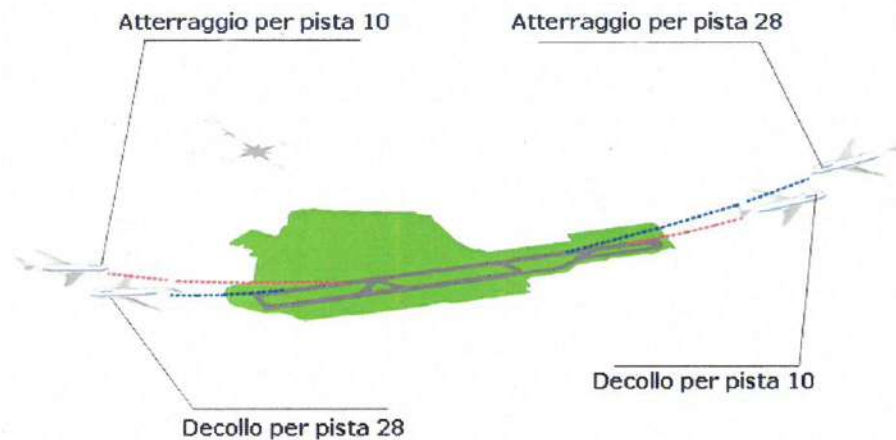 Atterraggio per pista 10
Atterraggio per pista 28
Decollo per pista 10
Decollo per pista 28